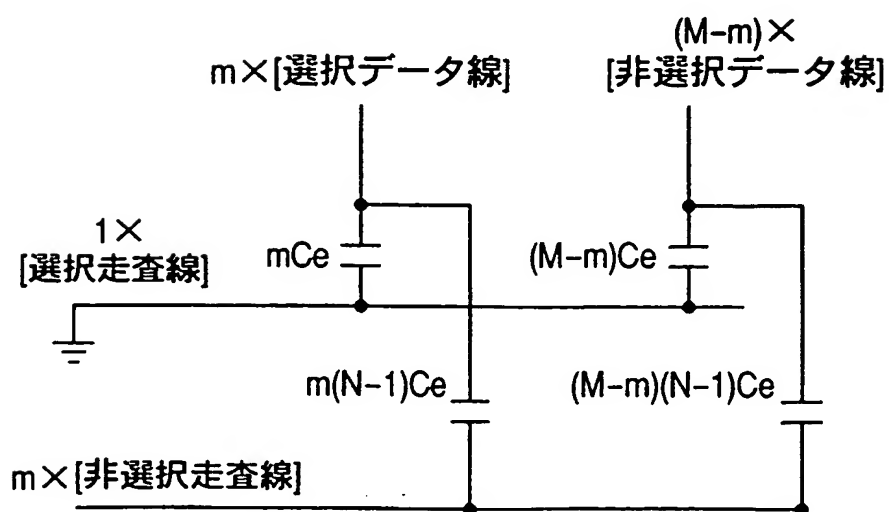 m×[選択データ線]
(M-m)×
[非選択データ線]
1×
[選択走査線]
mCe
(M-m)Ce
m(N-1)Ce
(M-m)(N-1)Ce
m×[非選択走査線]